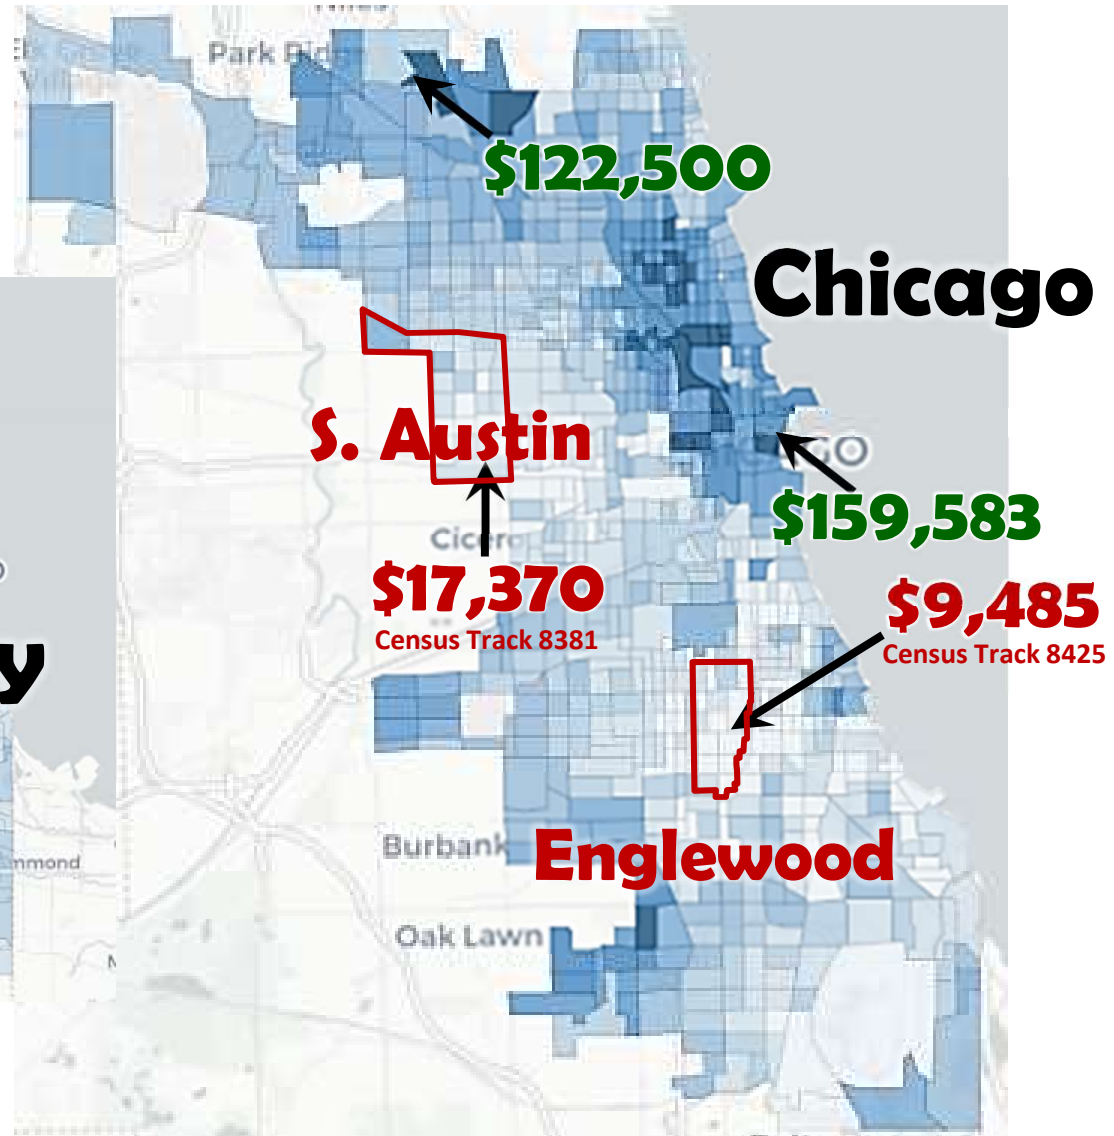 Park Ridge
$122,500
Chicago
S. Austin
GO
$159,583
Cicero
$17,370
Census Track 8381
$9,485
Census Track 8425
y
Burbank
Englewood
mmond
Oak Lawn